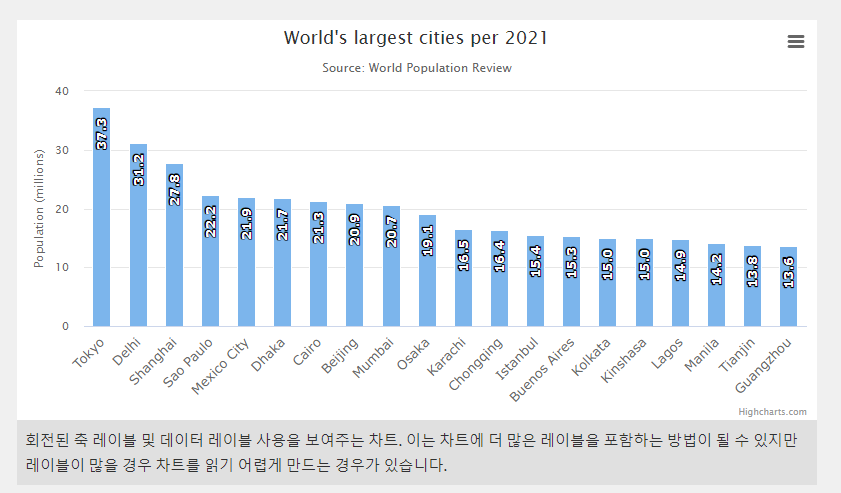 World's largest cities per 2021
Source: World Population Review
Population (millions)
40
30
20
10
0
37.3
31.2
27.8
22.2
21.9
21.7
21.3
20.9
20.7
19.1
16.5
16.4
15.4
15.3
15.0
15.0
14.9
14.2
13.8
13.6
Tokyo
Delhi
Shanghai
Sao Paulo
Mexico City
Dhaka
Cairo
Beijing
Mumbai
Osaka
Karachi
Chongqing
Istanbul
Buenos Aires
Kolkata
Kinshasa
Lagos
Manila
Tianjin
Guangzhou
Highcharts.com
회전된 축 레이블 및 데이터 레이블 사용을 보여주는 차트. 이는 차트에 더 많은 레이블을 포함하는 방법이 될 수 있지만
레이블이 많을 경우 차트를 읽기 어렵게 만드는 경우가 있습니다.